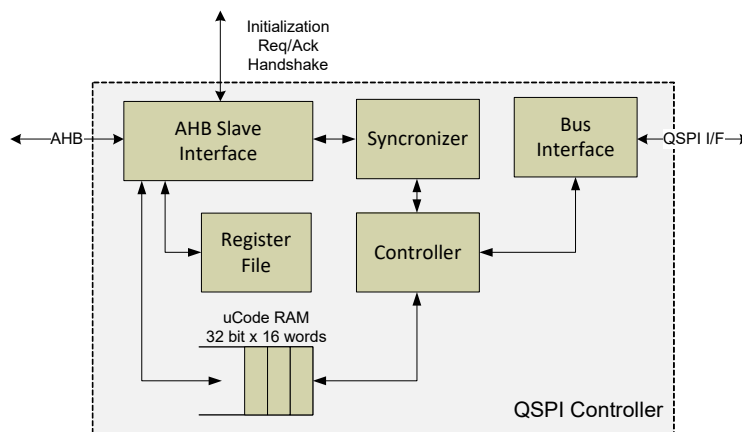 Initialization
Req/Ack
Handshake
AHB
AHB Slave
Interface
Syncronizer
Bus
Interface
QSPI I/F
Register
File
Controller
uCode RAM
32 bit x 16 words
QSPI Controller